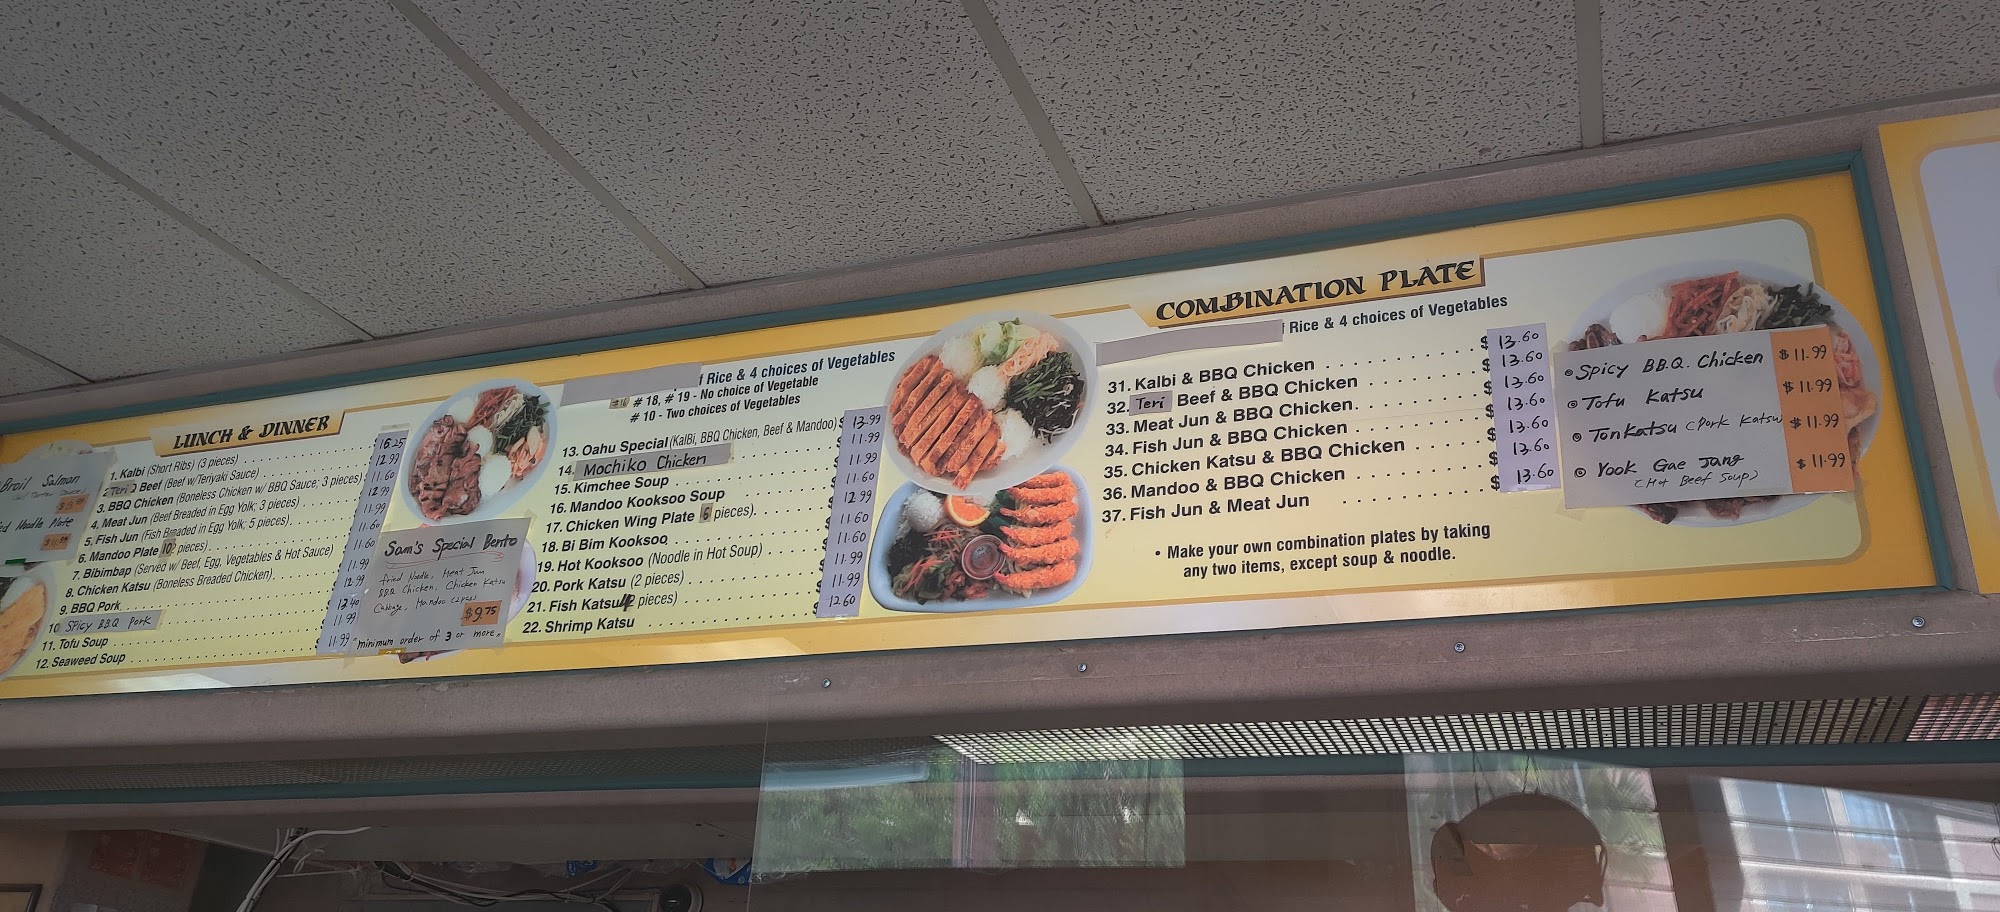 Broil Salmon
Noodle Plate
LUNCH & DINNER
1. Kalbi (Short Ribs) (3 pieces) 15.25
2. Teri Beef (Beef w/Teriyaki Sauce) 12.99
3. BBQ Chicken (Boneless Chicken w/ BBQ Sauce; 3 pieces) 11.60
4. Meat Jun (Beef Breaded in Egg Yolk; 3 pieces) 12.99
5. Fish Jun (Fish Breaded in Egg Yolk; 5 pieces) 11.99
6. Mandoo Plate 10 pieces) 11.60
7. Bibimbap (Served w/ Beef, Egg, Vegetables & Hot Sauce) 11.60
8. Chicken Katsu (Boneless Breaded Chicken) 11.99
9. BBQ Pork 12.99
10 Spicy B.B.Q Pork
11. Tofu Soup 11.99
12. Seaweed Soup 11.99
Sam's Special Bento
fried Noodle, Meat Jun
B.B.Q Chicken, Chicken Katsu
Cabbage, Mandoo (2 pcs)
$9.75
"minimum order of 3 or more"
Rice & 4 choices of Vegetables
#16 # 18, # 19 - No choice of Vegetable
# 10 - Two choices of Vegetables
13. Oahu Special (KalBi, BBQ Chicken, Beef & Mandoo) $ 13.99
14. Mochiko Chicken 11.99
15. Kimchee Soup 11.99
16. Mandoo Kooksoo Soup 11.60
17. Chicken Wing Plate 6 pieces) 12.99
18. Bi Bim Kooksoo 11.60
19. Hot Kooksoo (Noodle in Hot Soup) 11.60
20. Pork Katsu (2 pieces) 11.99
21. Fish Katsu pieces) 11.99
22. Shrimp Katsu 12.60
COMBINATION PLATE
Rice & 4 choices of Vegetables
31. Kalbi & BBQ Chicken $ 13.60
32. Teri Beef & BBQ Chicken $ 13.60
33. Meat Jun & BBQ Chicken $ 13.60
34. Fish Jun & BBQ Chicken $ 13.60
35. Chicken Katsu & BBQ Chicken $ 13.60
36. Mandoo & BBQ Chicken $ 13.60
37. Fish Jun & Meat Jun $ 13.60
• Make your own combination plates by taking
any two items, except soup & noodle.
Spicy B.B.Q. Chicken $11.99
Tofu Katsu $11.99
Tonkatsu (Pork Katsu) $11.99
Yook Gae Jang $11.99
(Hot Beef Soup)